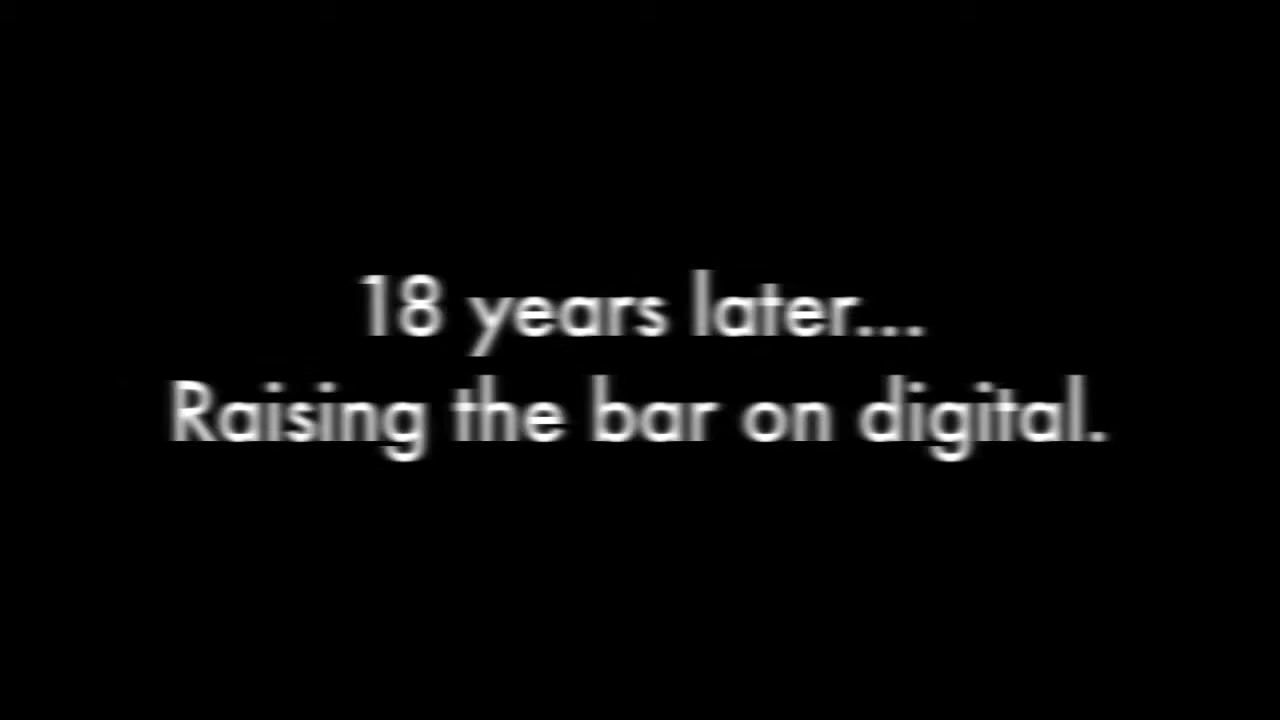 18 years later...
Raising the bar on digital.